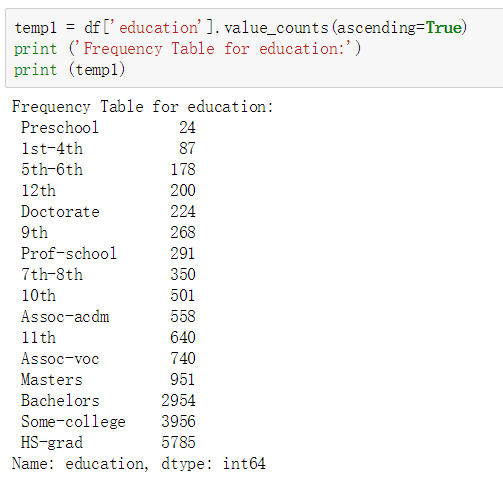 temp1 = df['education'].value_counts(ascending=True)
print ('Frequency Table for education:')
print (temp1)
Frequency Table for education:
Preschool 24
1st-4th 87
5th-6th 178
12th 200
Doctorate 224
9th 268
Prof-school 291
7th-8th 350
10th 501
Assoc-acdm 558
11th 640
Assoc-voc 740
Masters 951
Bachelors 2954
Some-college 3956
HS-grad 5785
Name: education, dtype: int64